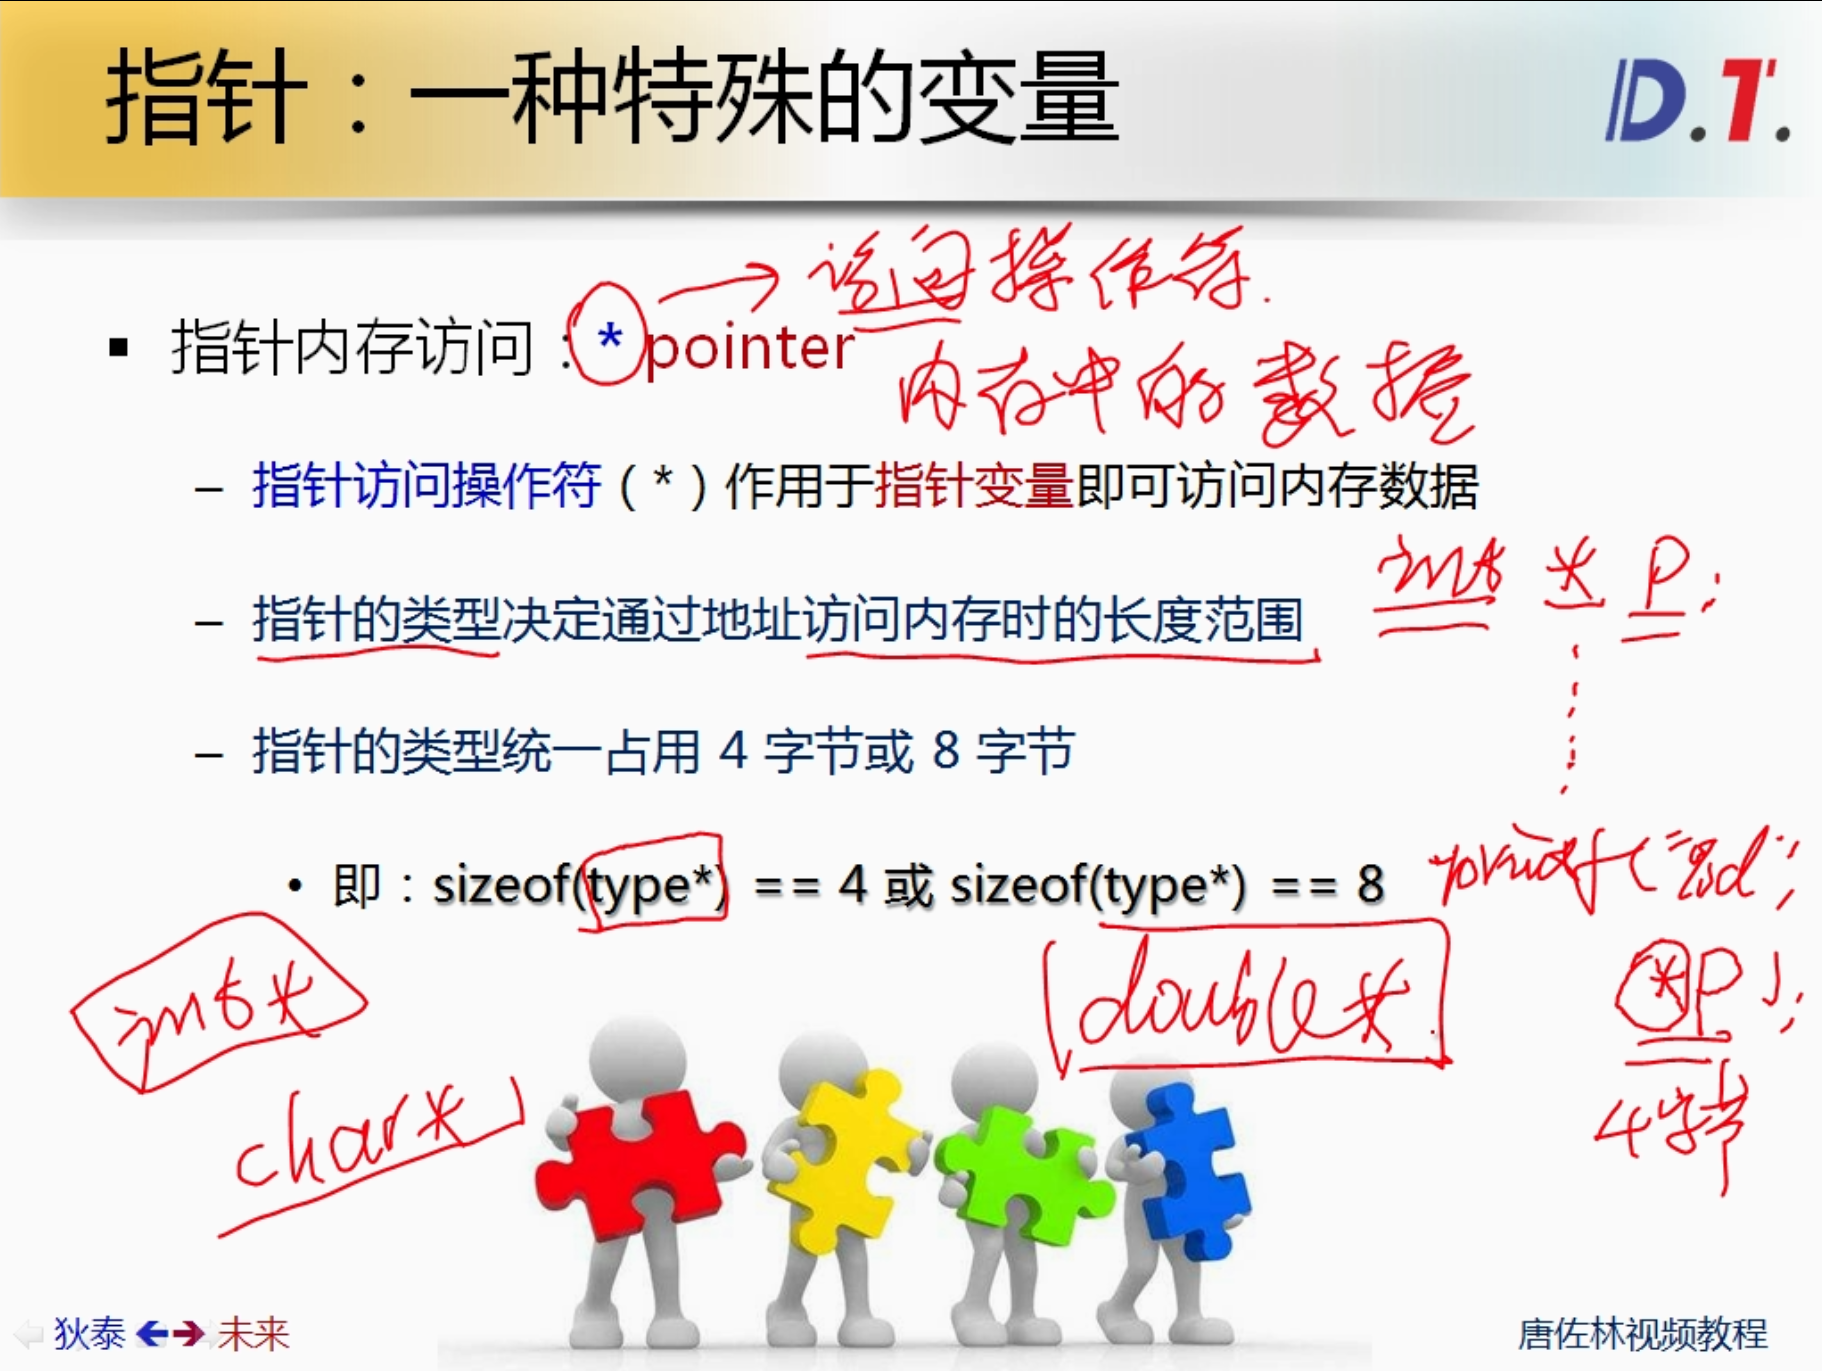 指针：一种特殊的变量
D.T.
访问操作符.
指针内存访问：*pointer
内存中的数据
– 指针访问操作符（*）作用于指针变量即可访问内存数据
int * p;
– 指针的类型决定通过地址访问内存时的长度范围
– 指针的类型统一占用 4 字节或 8 字节
• 即：sizeof(type*) == 4 或 sizeof(type*) == 8
printf("%d",
*p);
int*
double*
char*
4字节
狄泰 未来
唐佐林视频教程